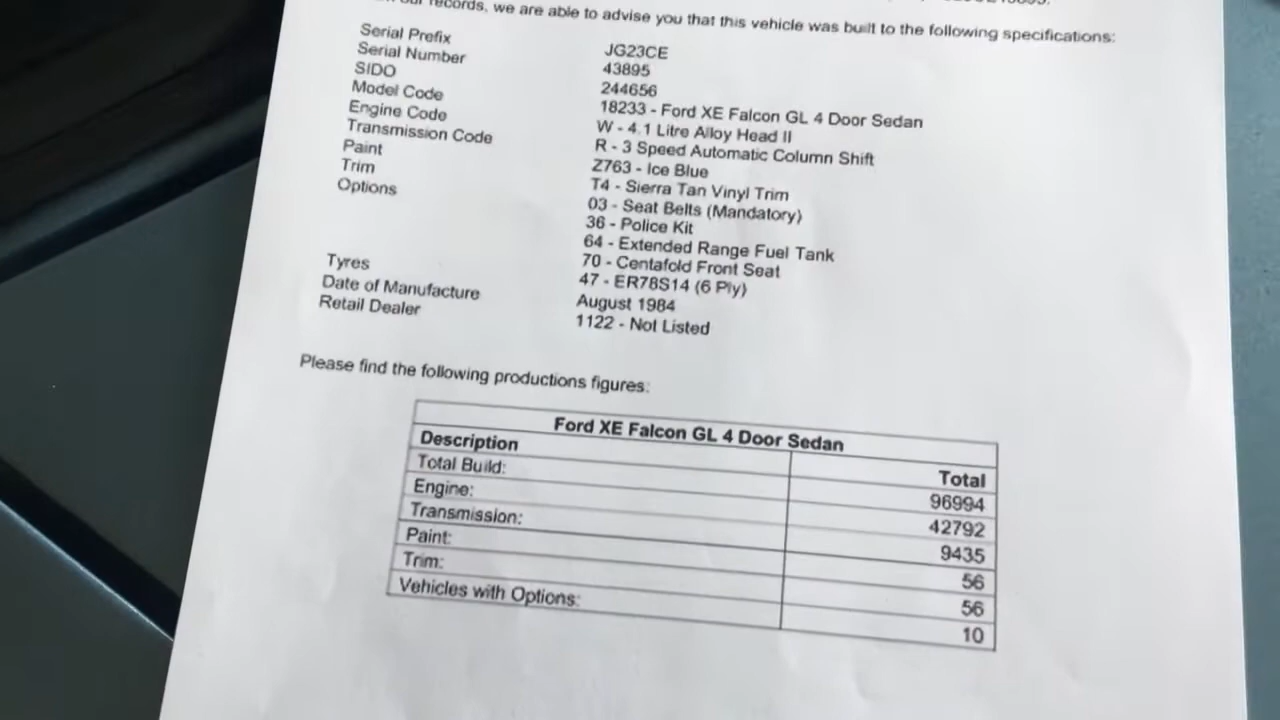 records, we are able to advise you that this vehicle was built to the following specifications:
Serial Prefix JG23CE
Serial Number 43895
SIDO 244656
Model Code 18233 - Ford XE Falcon GL 4 Door Sedan
Engine Code W - 4.1 Litre Alloy Head II
Transmission Code R - 3 Speed Automatic Column Shift
Paint Z763 - Ice Blue
Trim T4 - Sierra Tan Vinyl Trim
Options 03 - Seat Belts (Mandatory)
36 - Police Kit
64 - Extended Range Fuel Tank
70 - Centafold Front Seat
Tyres 47 - ER78S14 (6 Ply)
Date of Manufacture August 1984
Retail Dealer 1122 - Not Listed
Please find the following productions figures:
Ford XE Falcon GL 4 Door Sedan
Description Total
Total Build: 96994
Engine: 42792
Transmission: 9435
Paint: 56
Trim: 56
Vehicles with Options: 10